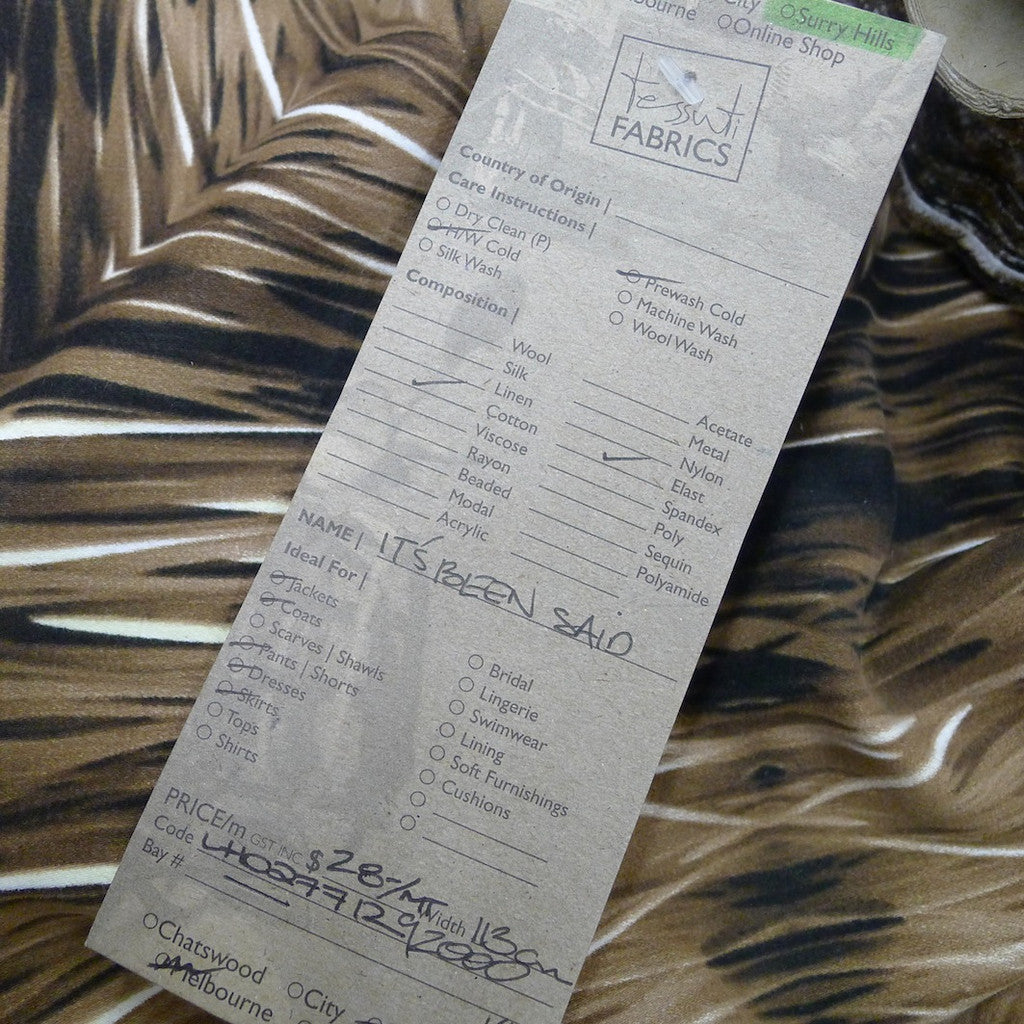 City
Surry Hills
bourne
Online Shop
tessuti
FABRICS
Country of Origin |
Care Instructions |
Dry Clean (P)
H/W Cold
Silk Wash
Prewash Cold
Machine Wash
Wool Wash
Composition |
Wool
Silk
Linen
Cotton
Viscose
Rayon
Beaded
Modal
Acrylic
Acetate
Metal
Nylon
Elast
Spandex
Poly
Sequin
Polyamide
NAME | IT'S BEEN SAID
Ideal For |
Jackets
Coats
Scarves | Shawls
Pants | Shorts
Dresses
Skirts
Tops
Shirts
Bridal
Lingerie
Swimwear
Lining
Soft Furnishings
Cushions
PRICE/m GST INC $28-/MT
Code Width 113cm
Bay #
Chatswood
City
Melbourne